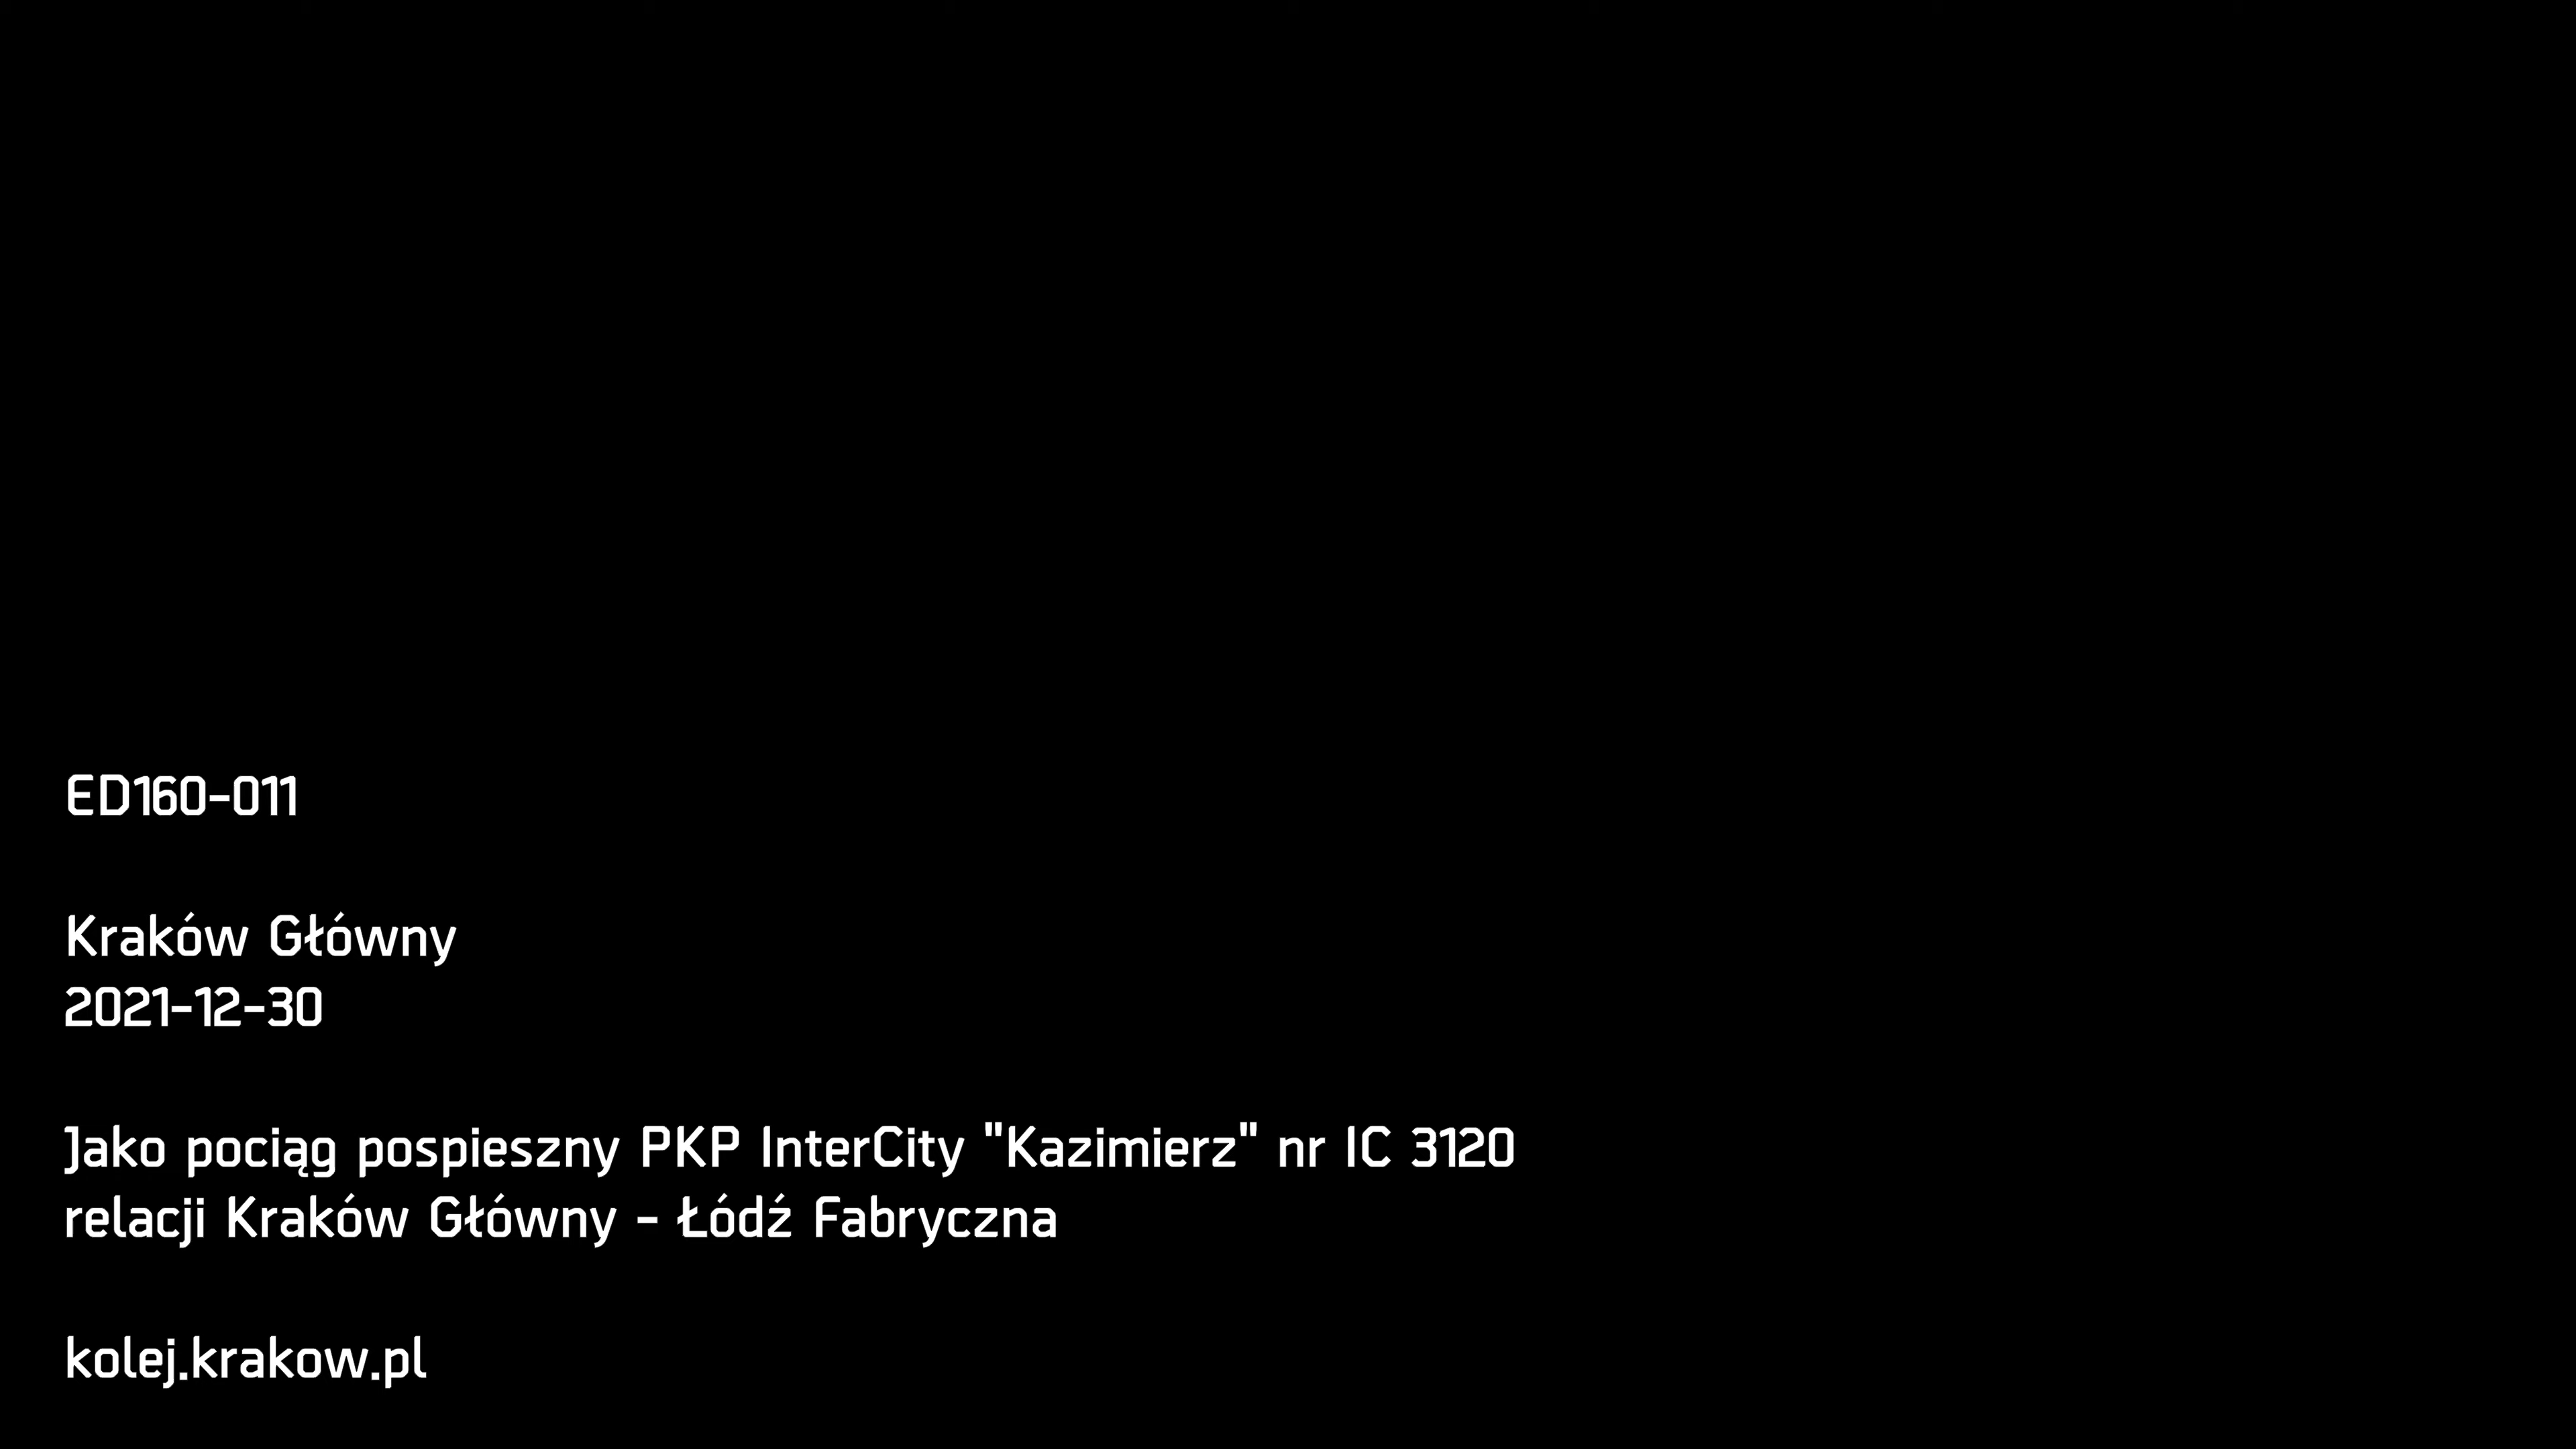 ED160-011
Kraków Główny
2021-12-30
Jako pociąg pospieszny PKP InterCity "Kazimierz" nr IC 3120
relacji Kraków Główny - Łódź Fabryczna
kolej.krakow.pl